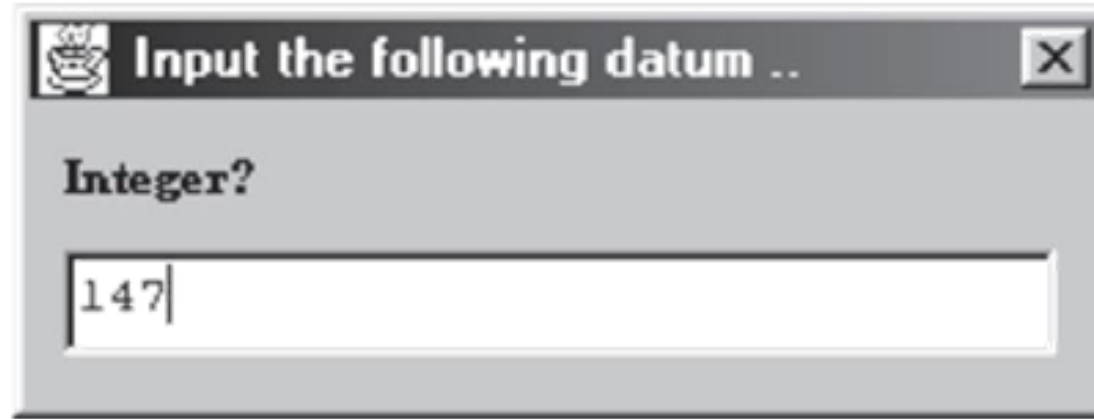 Input the following datum ..
Integer?
147